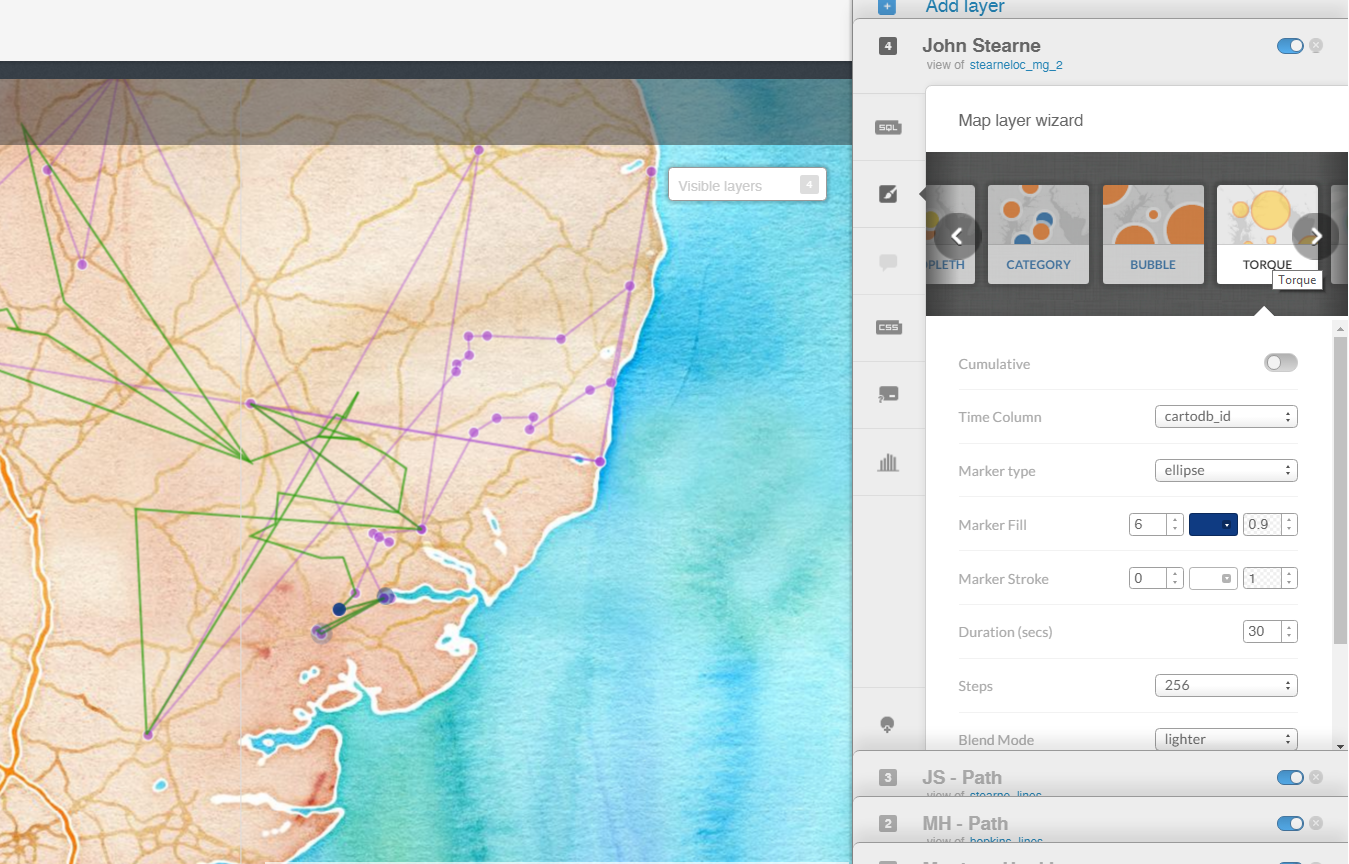 Add layer
4 John Stearne
view of stearneloc_mg_2
Map layer wizard
SQL
Visible layers 4
CATEGORY
BUBBLE
TORQUE
Torque
CSS
Cumulative
Time Column cartodb_id
Marker type ellipse
Marker Fill 6 0.9
Marker Stroke 0 1
Duration (secs) 30
Steps 256
Blend Mode lighter
3 JS - Path
view of stearne_lines
2 MH - Path
view of hopkins_lines